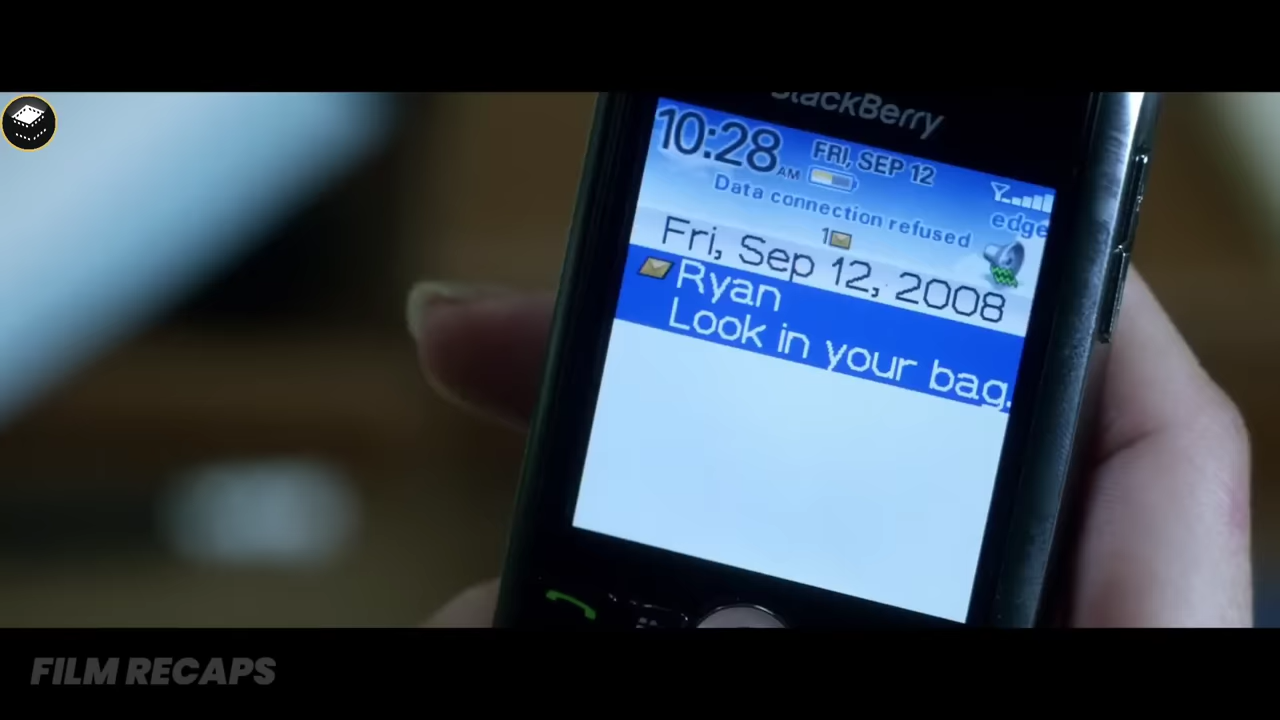 BlackBerry
10:28 AM FRI, SEP 12
Data connection refused
edge
1
Fri, Sep 12, 2008
Ryan
Look in your bag.
FILM RECAPS